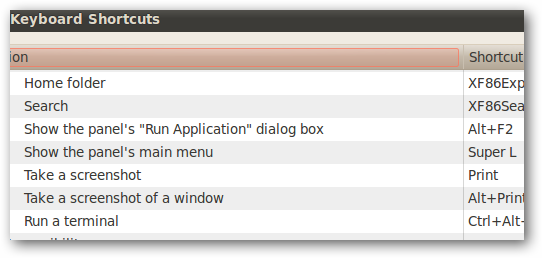 Keyboard Shortcuts
ion Shortcut
Home folder XF86Exp
Search XF86Sea
Show the panel's "Run Application" dialog box Alt+F2
Show the panel's main menu Super L
Take a screenshot Print
Take a screenshot of a window Alt+Print
Run a terminal Ctrl+Alt-